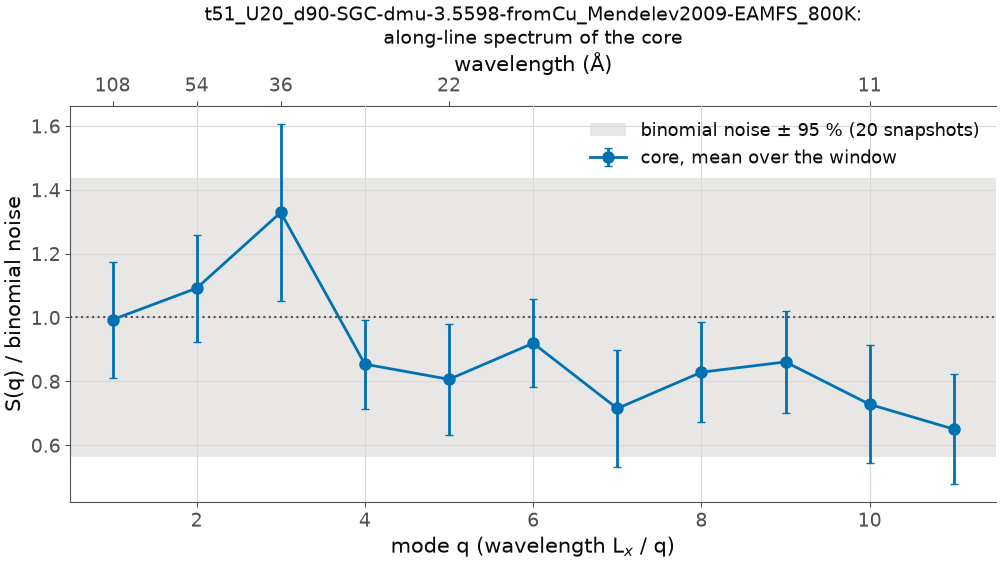 t51_U20_d90-SGC-dmu-3.5598-fromCu_Mendelev2009-EAMFS_800K:
along-line spectrum of the core
wavelength (Å)
108 54 36 22 11
binomial noise ± 95 % (20 snapshots)
core, mean over the window
S(q) / binomial noise
1.6
1.4
1.2
1.0
0.8
0.6
2 4 6 8 10
mode q (wavelength Lₓ / q)